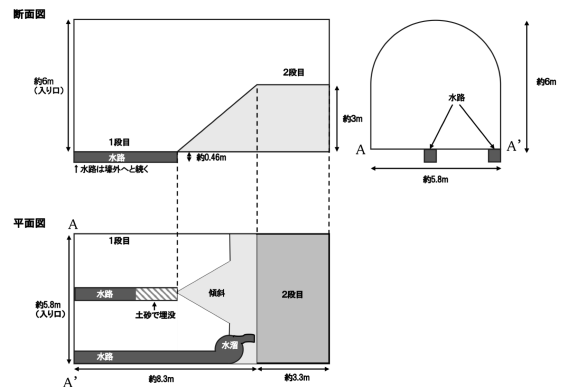 断面図
約6m
(入り口)
2段目
約3m
1段目
水路
約0.46m
↑水路は壕外へと続く
水路
約6m
A
A’
約5.8m
平面図
A
1段目
約5.8m
(入り口)
水路
土砂で埋没
傾斜
2段目
水溜
水路
A’
約8.3m
約3.3m